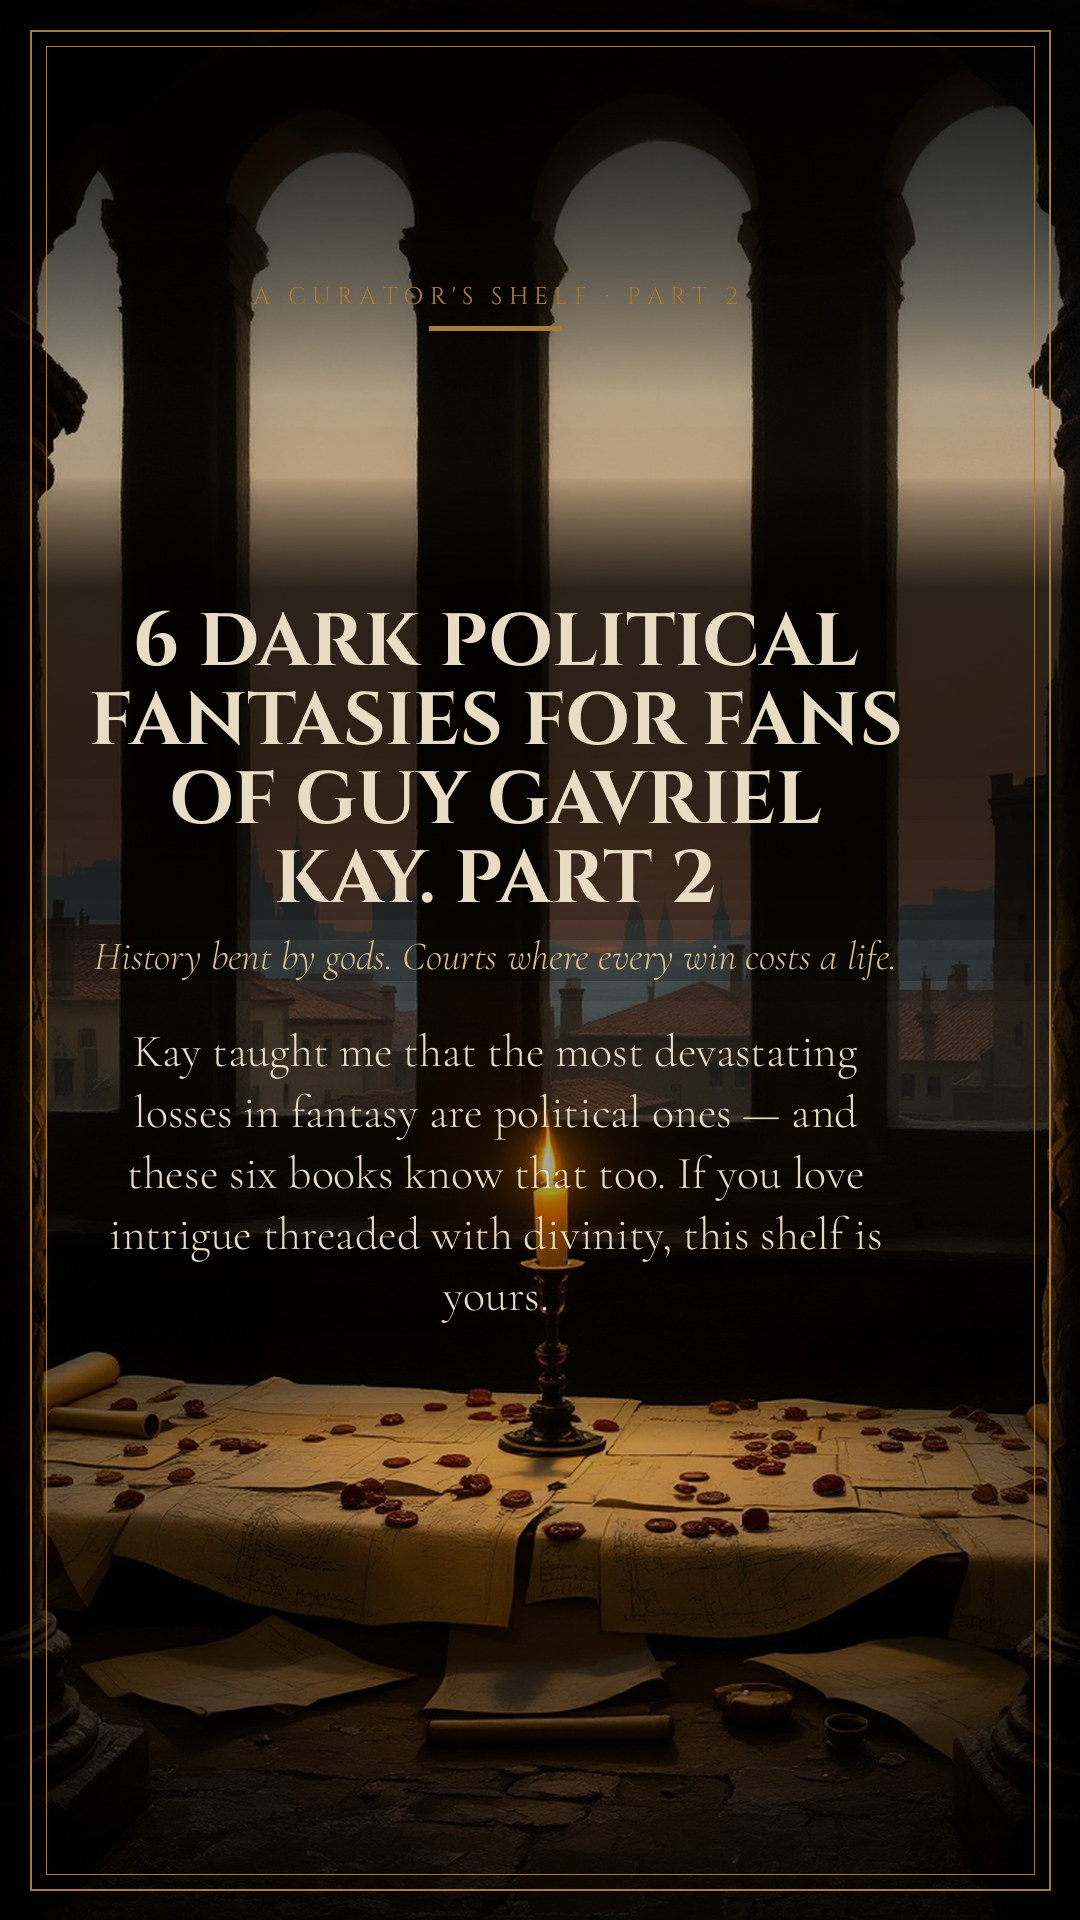 A CURATOR'S SHELF · PART 2
6 DARK POLITICAL
FANTASIES FOR FANS
OF GUY GAVRIEL
KAY. PART 2
History bent by gods. Courts where every win costs a life.
Kay taught me that the most devastating
losses in fantasy are political ones — and
these six books know that too. If you love
intrigue threaded with divinity, this shelf is
yours.